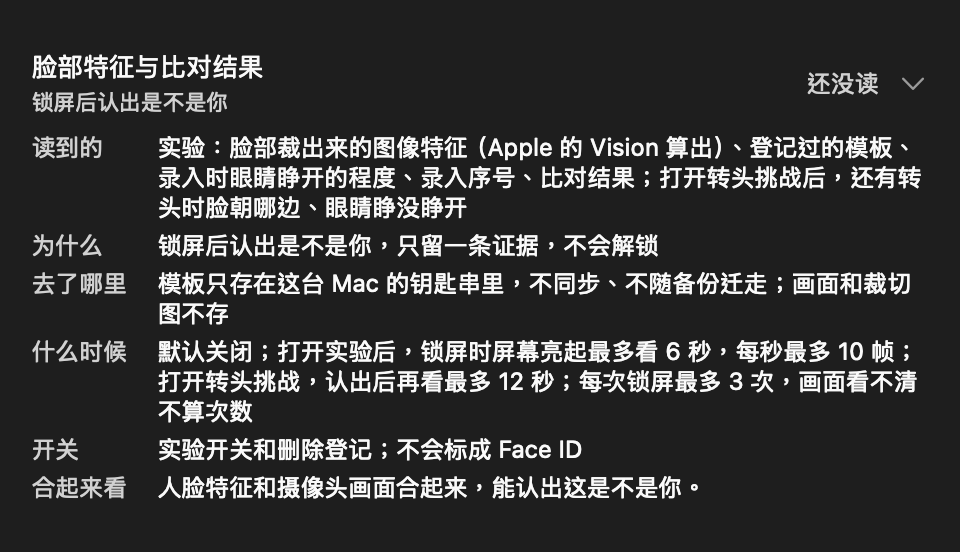 脸部特征与比对结果
锁屏后认出是不是你
还没读
读到的
实验：脸部裁出来的图像特征（Apple 的 Vision 算出）、登记过的模板、
录入时眼睛睁开的程度、录入序号、比对结果；打开转头挑战后，还有转
头时脸朝哪边、眼睛睁没睁开
为什么
锁屏后认出是不是你，只留一条证据，不会解锁
去了哪里
模板只存在这台 Mac 的钥匙串里，不同步、不随备份迁走；画面和裁切
图不存
什么时候
默认关闭；打开实验后，锁屏时屏幕亮起最多看 6 秒，每秒最多 10 帧；
打开转头挑战，认出后再看最多 12 秒；每次锁屏最多 3 次，画面看不清
不算次数
开关
实验开关和删除登记；不会标成 Face ID
合起来看
人脸特征和摄像头画面合起来，能认出这是不是你。